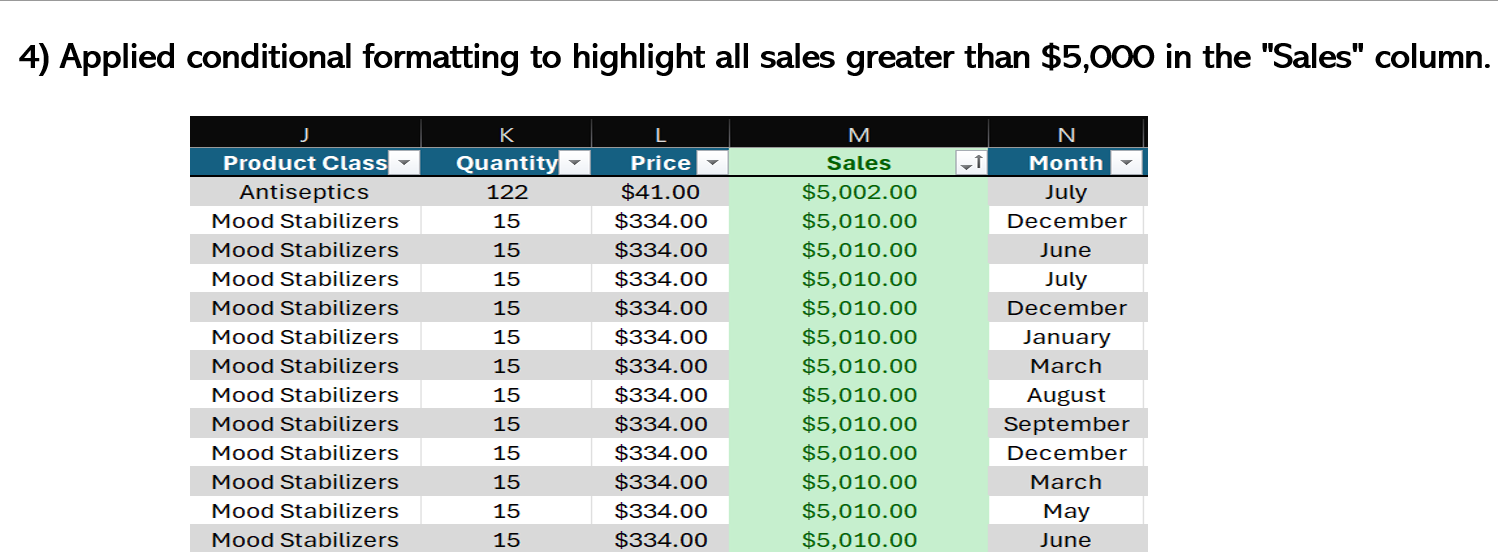 4) Applied conditional formatting to highlight all sales greater than $5,000 in the "Sales" column.
J K L M N
Product Class Quantity Price Sales Month
Antiseptics 122 $41.00 $5,002.00 July
Mood Stabilizers 15 $334.00 $5,010.00 December
Mood Stabilizers 15 $334.00 $5,010.00 June
Mood Stabilizers 15 $334.00 $5,010.00 July
Mood Stabilizers 15 $334.00 $5,010.00 December
Mood Stabilizers 15 $334.00 $5,010.00 January
Mood Stabilizers 15 $334.00 $5,010.00 March
Mood Stabilizers 15 $334.00 $5,010.00 August
Mood Stabilizers 15 $334.00 $5,010.00 September
Mood Stabilizers 15 $334.00 $5,010.00 December
Mood Stabilizers 15 $334.00 $5,010.00 March
Mood Stabilizers 15 $334.00 $5,010.00 May
Mood Stabilizers 15 $334.00 $5,010.00 June